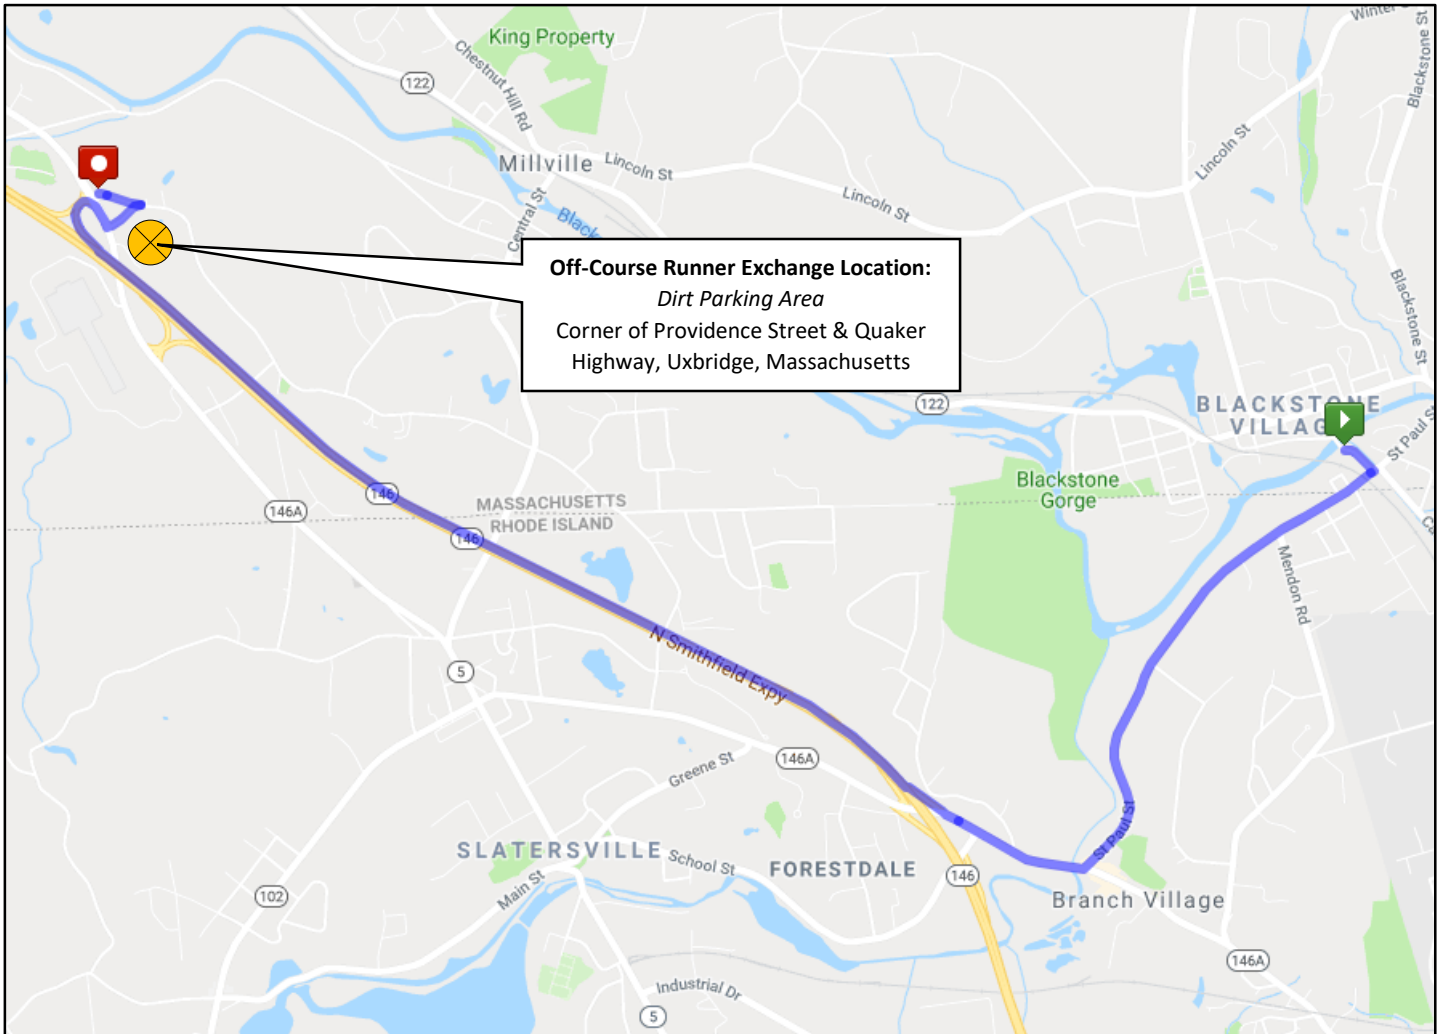 Winter
King Property
Chestnut Hill Rd
122
Blackstone St
Millville
Lincoln St
Lincoln St
Lincoln St
Central St
Black
Off-Course Runner Exchange Location:
Dirt Parking Area
Corner of Providence Street & Quaker
Highway, Uxbridge, Massachusetts
Blackstone St
122
BLACKSTONE
VILLAG
St Paul S
Blackstone
Gorge
146
146A
MASSACHUSETTS
RHODE ISLAND
146
Ca
Mendon Rd
N Smithfield Expy
5
Greene St
146A
St Paul St
SLATERSVILLE
School St
FORESTDALE
146
Main St
102
Branch Village
146A
Industrial Dr
5